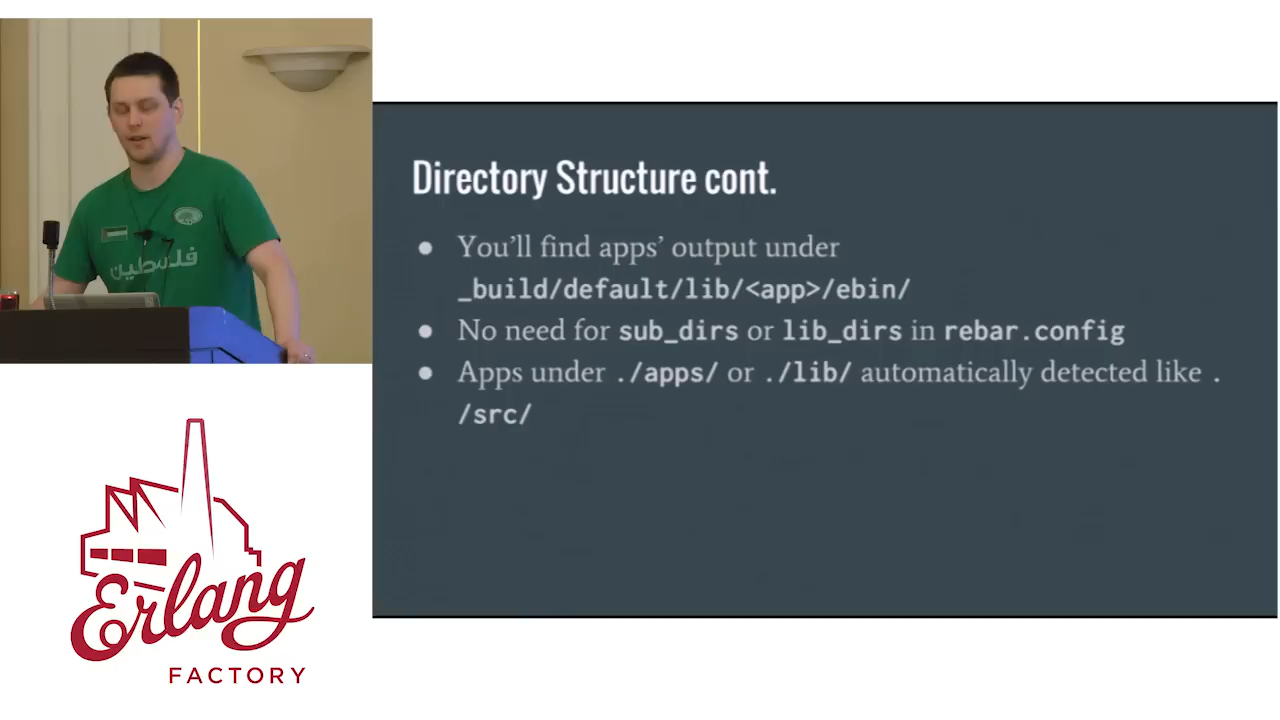 فلسطين
Directory Structure cont.
● You’ll find apps’ output under
_build/default/lib/<app>/ebin/
● No need for sub_dirs or lib_dirs in rebar.config
● Apps under ./apps/ or ./lib/ automatically detected like .
/src/
Erlang
FACTORY